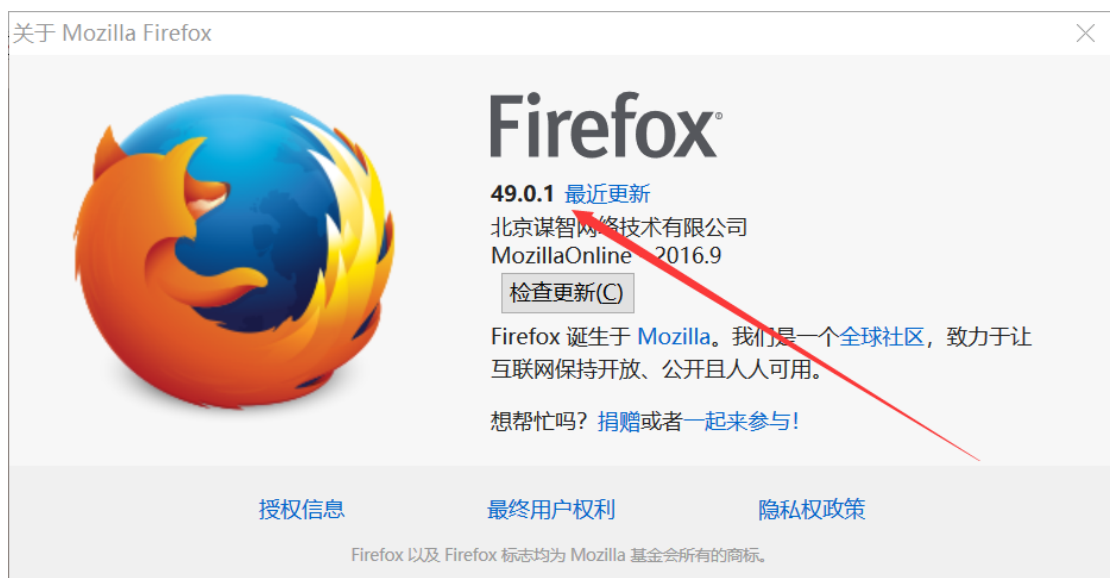 关于 Mozilla Firefox
Firefox®
49.0.1 最近更新
北京谋智网络技术有限公司
MozillaOnline - 2016.9
检查更新(C)
Firefox 诞生于 Mozilla。我们是一个全球社区，致力于让
互联网保持开放、公开且人人可用。
想帮忙吗？捐赠或者一起来参与！
授权信息
最终用户权利
隐私权政策
Firefox 以及 Firefox 标志均为 Mozilla 基金会所有的商标。